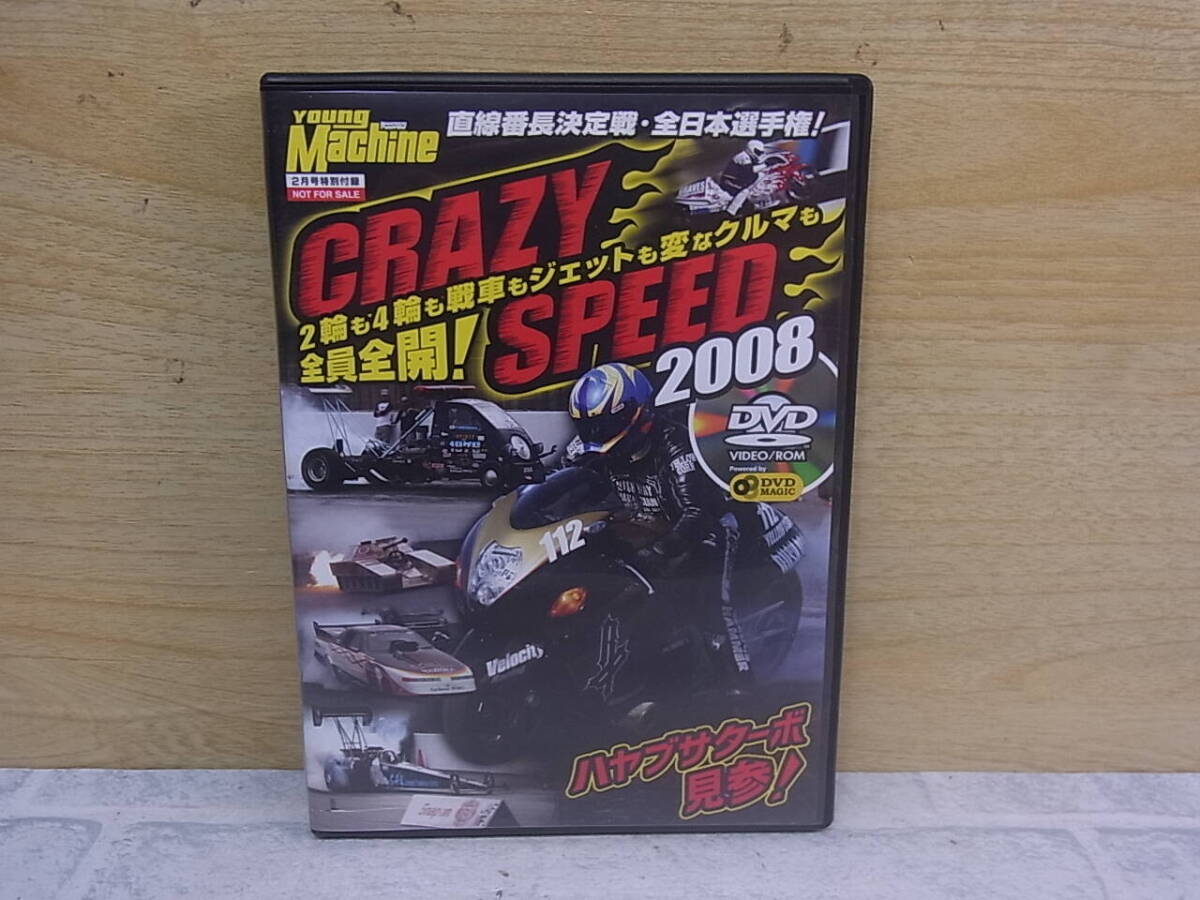 Young Machine
直線番長決定戦・全日本選手権!
2月号特別付録
NOT FOR SALE
CRAZY
2輪も4輪も戦車もジェットも変なクルマも
全員全開!
SPEED
2008
DVD
VIDEO/ROM
Powered by
DVD MAGIC
112
Velocity
ハヤブサターボ
見参!